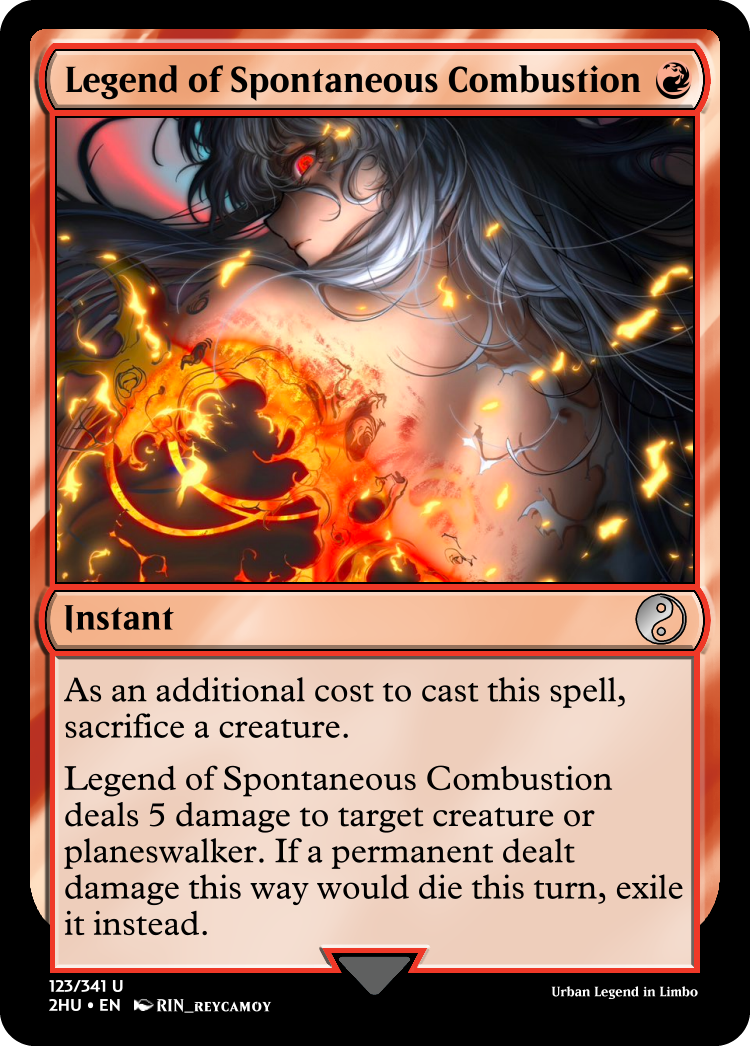 Legend of Spontaneous Combustion
Instant
As an additional cost to cast this spell,
sacrifice a creature.
Legend of Spontaneous Combustion
deals 5 damage to target creature or
planeswalker. If a permanent dealt
damage this way would die this turn, exile
it instead.
123/341 U
2HU • EN RIN_REYCAMOY
Urban Legend in Limbo